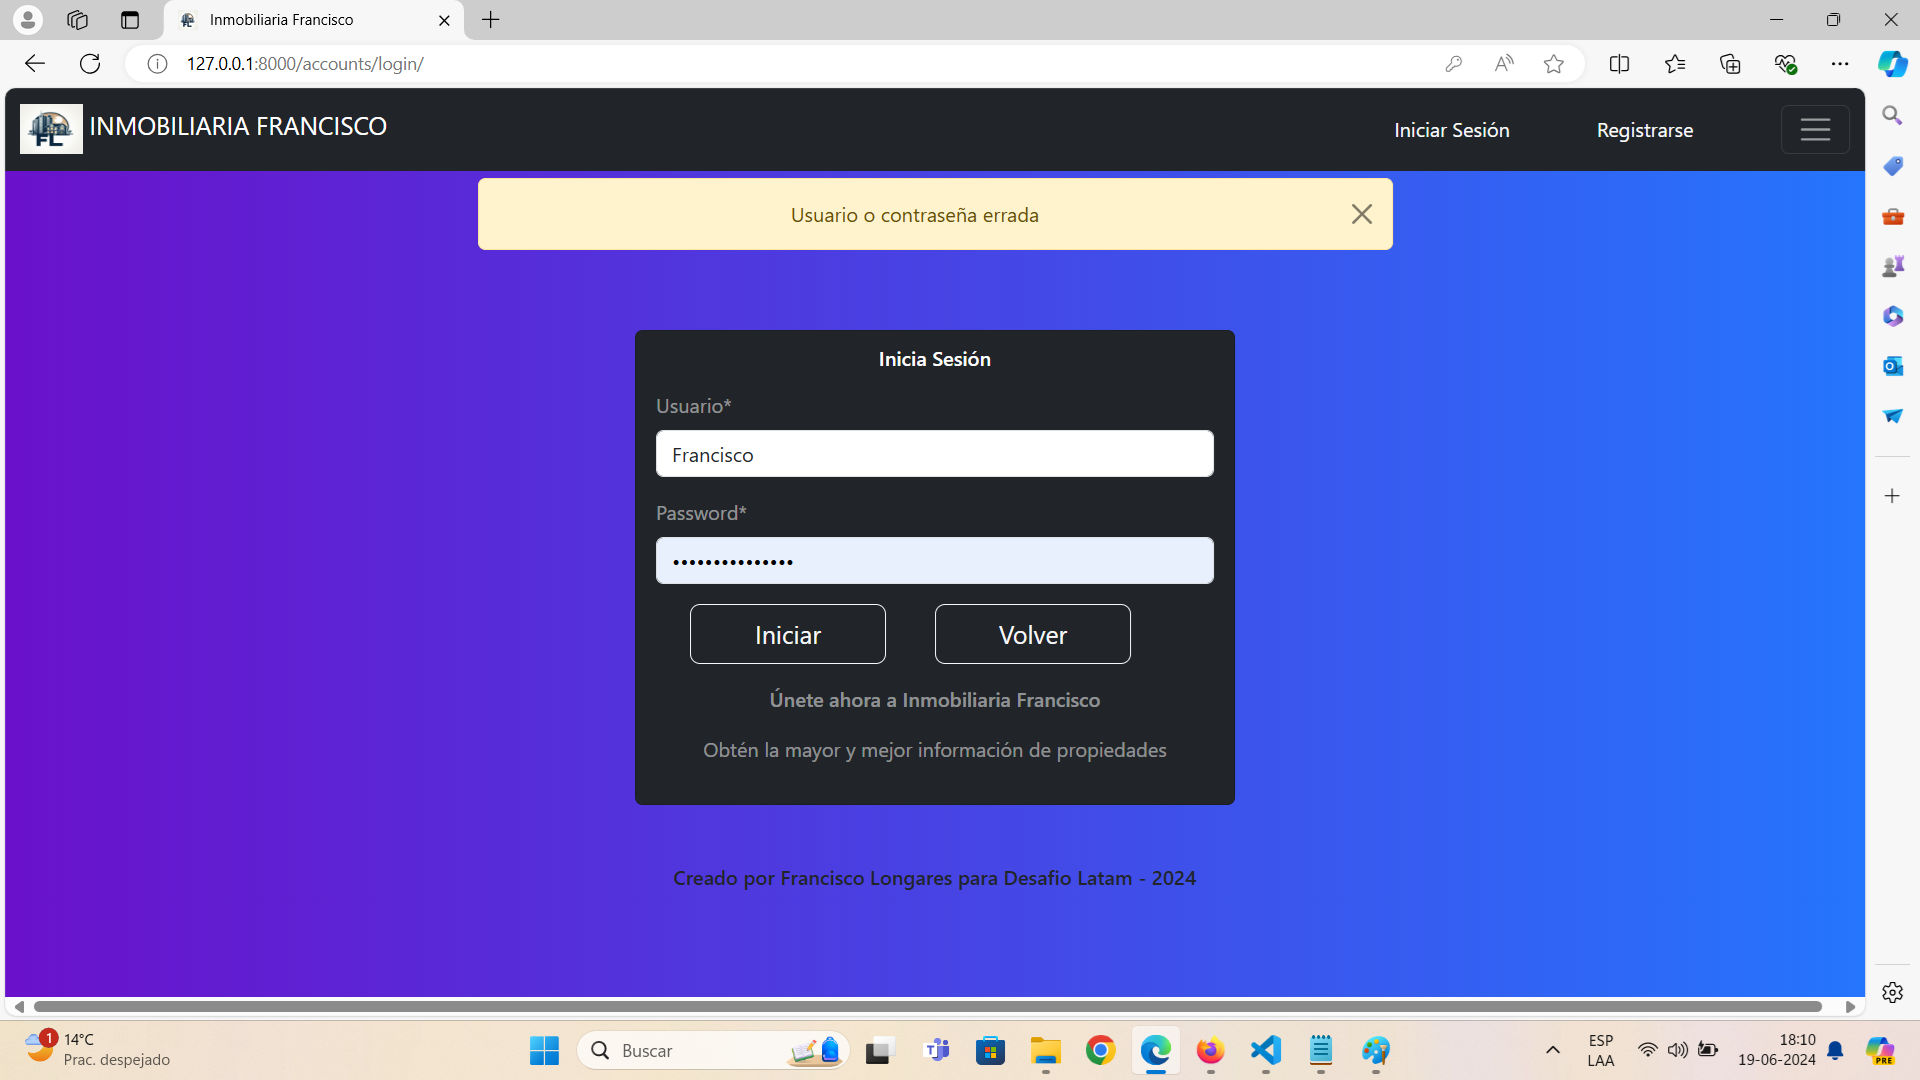 Inmobiliaria Francisco
127.0.0.1:8000/accounts/login/
FL
INMOBILIARIA FRANCISCO
Iniciar Sesión
Registrarse
Usuario o contraseña errada
Inicia Sesión
Usuario*
Francisco
Password*
•••••••••••••••
Iniciar
Volver
Únete ahora a Inmobiliaria Francisco
Obtén la mayor y mejor información de propiedades
Creado por Francisco Longares para Desafio Latam - 2024
1
14°C
Prac. despejado
Buscar
ESP
LAA
18:10
19-06-2024
PRE